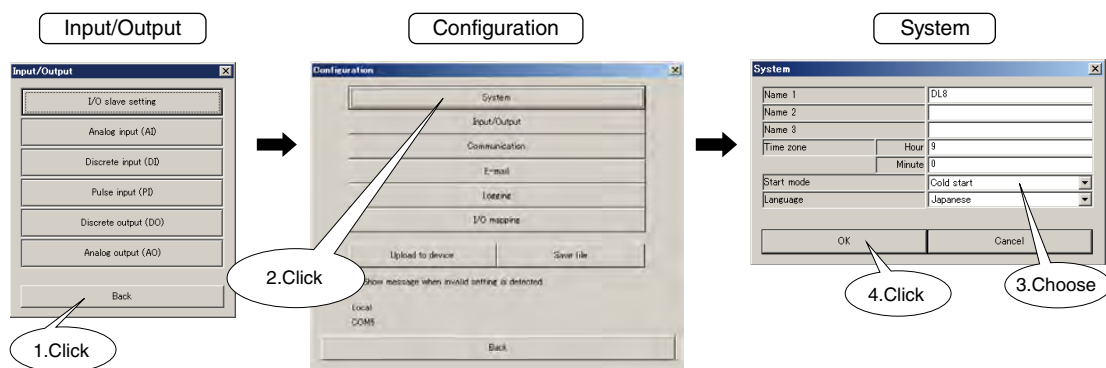 Input/Output
Configuration
System
Input/Output
I/O slave setting
Analog input (AI)
Discrete input (DI)
Pulse input (PI)
Discrete output (DO)
Analog output (AO)
Back
1.Click
Configuration
System
Input/Output
Communication
E-mail
Logging
I/O mapping
Upload to device Save file
Show message when invalid setting is detected
Local
COM5
Back
2.Click
System
Name 1 DL8
Name 2
Name 3
Time zone Hour 9
Minute 0
Start mode Cold start
Language Japanese
OK Cancel
4.Click
3.Choose